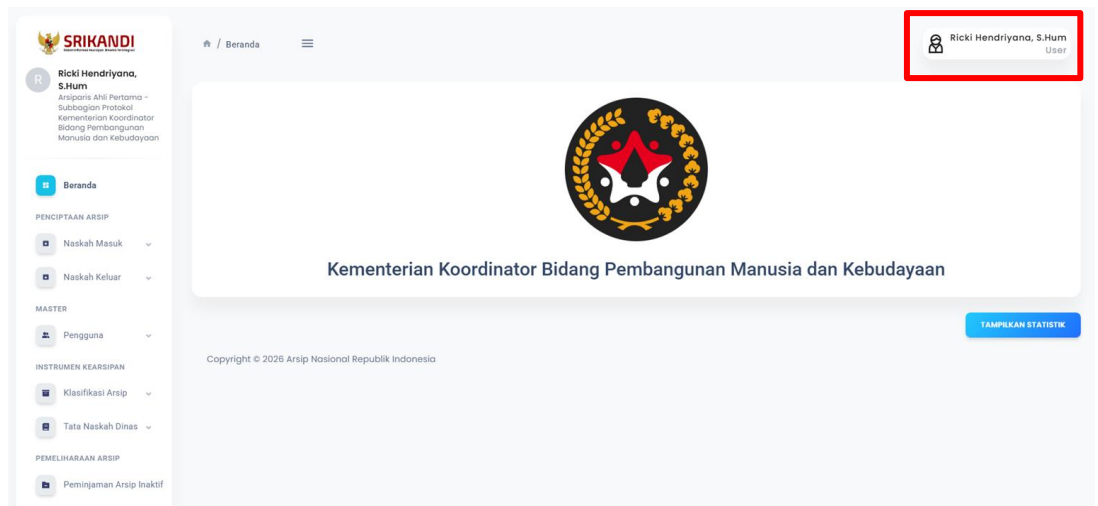 SRIKANDI
Ricki Hendriyana,
S.Hum
Arsiparis Ahli Pertama -
Subbagian Protokol
Kementerian Koordinator
Bidang Pembangunan
Manusia dan Kebudayaan
Beranda
PENCIPTAAN ARSIP
Naskah Masuk
Naskah Keluar
MASTER
Pengguna
INSTRUMEN KEARSIPAN
Klasifikasi Arsip
Tata Naskah Dinas
PEMELIHARAAN ARSIP
Peminjaman Arsip Inaktif
/ Beranda
Ricki Hendriyana, S.Hum
User
Kementerian Koordinator Bidang Pembangunan Manusia dan Kebudayaan
TAMPILKAN STATISTIK
Copyright © 2026 Arsip Nasional Republik Indonesia
R